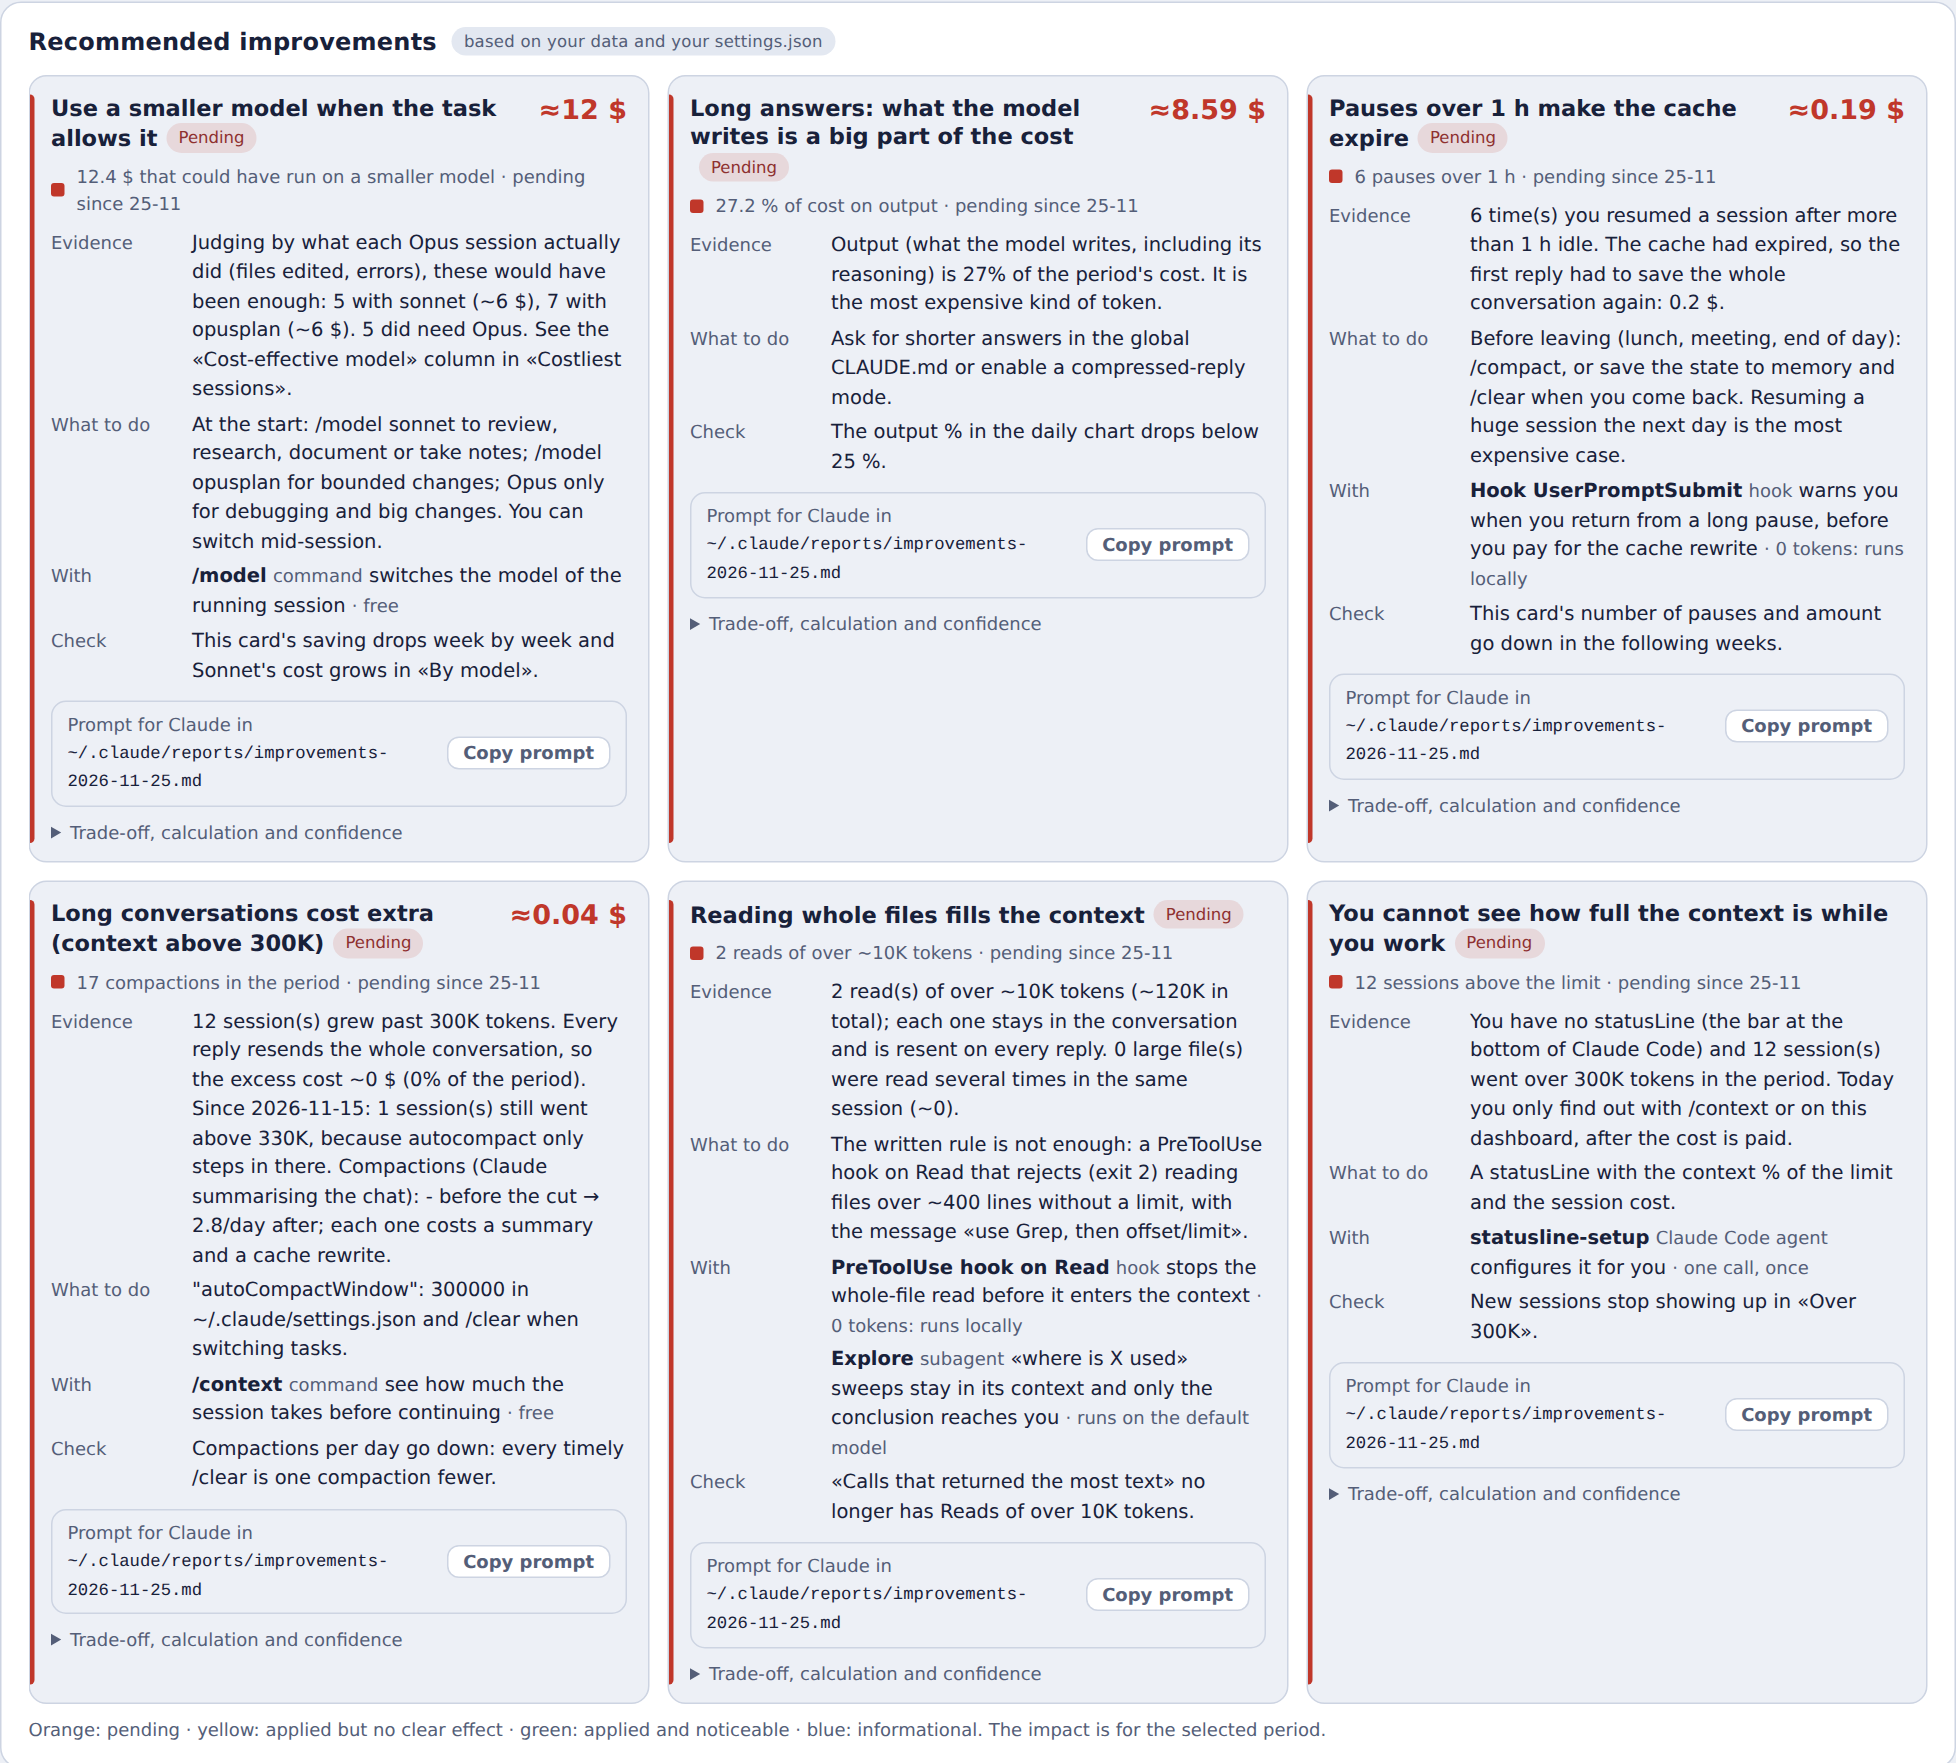 Recommended improvements based on your data and your settings.json
Use a smaller model when the task
allows it Pending
≈12 $
12.4 $ that could have run on a smaller model · pending
since 25-11
Evidence
Judging by what each Opus session actually
did (files edited, errors), these would have
been enough: 5 with sonnet (~6 $), 7 with
opusplan (~6 $). 5 did need Opus. See the
«Cost-effective model» column in «Costliest
sessions».
What to do
At the start: /model sonnet to review,
research, document or take notes; /model
opusplan for bounded changes; Opus only
for debugging and big changes. You can
switch mid-session.
With
/model command switches the model of the
running session · free
Check
This card's saving drops week by week and
Sonnet's cost grows in «By model».
Prompt for Claude in
~/.claude/reports/improvements-
2026-11-25.md
Copy prompt
▶ Trade-off, calculation and confidence
Long answers: what the model
writes is a big part of the cost
Pending
≈8.59 $
27.2 % of cost on output · pending since 25-11
Evidence
Output (what the model writes, including its
reasoning) is 27% of the period's cost. It is
the most expensive kind of token.
What to do
Ask for shorter answers in the global
CLAUDE.md or enable a compressed-reply
mode.
Check
The output % in the daily chart drops below
25 %.
Prompt for Claude in
~/.claude/reports/improvements-
2026-11-25.md
Copy prompt
▶ Trade-off, calculation and confidence
Pauses over 1 h make the cache
expire Pending
≈0.19 $
6 pauses over 1 h · pending since 25-11
Evidence
6 time(s) you resumed a session after more
than 1 h idle. The cache had expired, so the
first reply had to save the whole
conversation again: 0.2 $.
What to do
Before leaving (lunch, meeting, end of day):
/compact, or save the state to memory and
/clear when you come back. Resuming a
huge session the next day is the most
expensive case.
With
Hook UserPromptSubmit hook warns you
when you return from a long pause, before
you pay for the cache rewrite · 0 tokens: runs
locally
Check
This card's number of pauses and amount
go down in the following weeks.
Prompt for Claude in
~/.claude/reports/improvements-
2026-11-25.md
Copy prompt
▶ Trade-off, calculation and confidence
Long conversations cost extra
(context above 300K) Pending
≈0.04 $
17 compactions in the period · pending since 25-11
Evidence
12 session(s) grew past 300K tokens. Every
reply resends the whole conversation, so
the excess cost ~0 $ (0% of the period).
Since 2026-11-15: 1 session(s) still went
above 330K, because autocompact only
steps in there. Compactions (Claude
summarising the chat): - before the cut →
2.8/day after; each one costs a summary
and a cache rewrite.
What to do
"autoCompactWindow": 300000 in
~/.claude/settings.json and /clear when
switching tasks.
With
/context command see how much the
session takes before continuing · free
Check
Compactions per day go down: every timely
/clear is one compaction fewer.
Prompt for Claude in
~/.claude/reports/improvements-
2026-11-25.md
Copy prompt
▶ Trade-off, calculation and confidence
Reading whole files fills the context Pending
2 reads of over ~10K tokens · pending since 25-11
Evidence
2 read(s) of over ~10K tokens (~120K in
total); each one stays in the conversation
and is resent on every reply. 0 large file(s)
were read several times in the same
session (~0).
What to do
The written rule is not enough: a PreToolUse
hook on Read that rejects (exit 2) reading
files over ~400 lines without a limit, with
the message «use Grep, then offset/limit».
With
PreToolUse hook on Read hook stops the
whole-file read before it enters the context ·
0 tokens: runs locally
Explore subagent «where is X used»
sweeps stay in its context and only the
conclusion reaches you · runs on the default
model
Check
«Calls that returned the most text» no
longer has Reads of over 10K tokens.
Prompt for Claude in
~/.claude/reports/improvements-
2026-11-25.md
Copy prompt
▶ Trade-off, calculation and confidence
You cannot see how full the context is while
you work Pending
12 sessions above the limit · pending since 25-11
Evidence
You have no statusLine (the bar at the
bottom of Claude Code) and 12 session(s)
went over 300K tokens in the period. Today
you only find out with /context or on this
dashboard, after the cost is paid.
What to do
A statusLine with the context % of the limit
and the session cost.
With
statusline-setup Claude Code agent
configures it for you · one call, once
Check
New sessions stop showing up in «Over
300K».
Prompt for Claude in
~/.claude/reports/improvements-
2026-11-25.md
Copy prompt
▶ Trade-off, calculation and confidence
Orange: pending · yellow: applied but no clear effect · green: applied and noticeable · blue: informational. The impact is for the selected period.